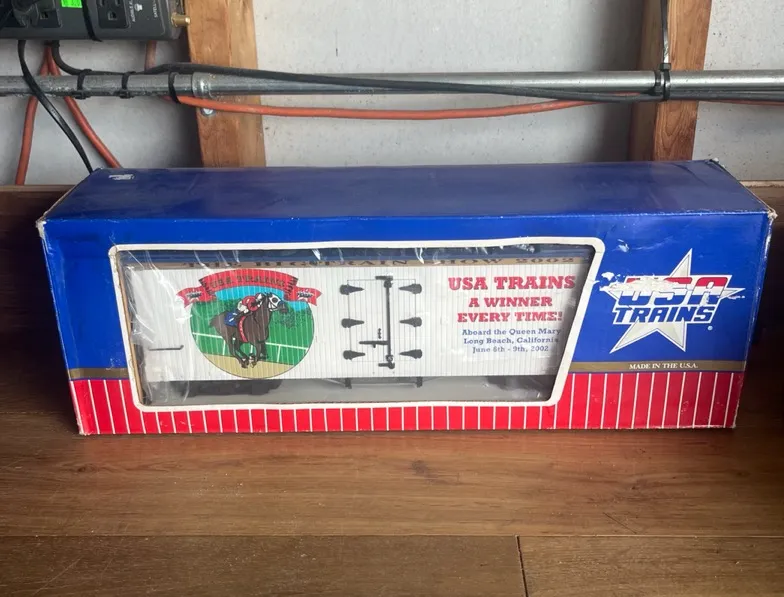 TRAIN SHOW 2002
USA TRAINS
A WINNER
EVERY TIME!
Aboard the Queen Mary
Long Beach, California
June 6th - 9th, 2002
USA
TRAINS
®
MADE IN THE U.S.A.